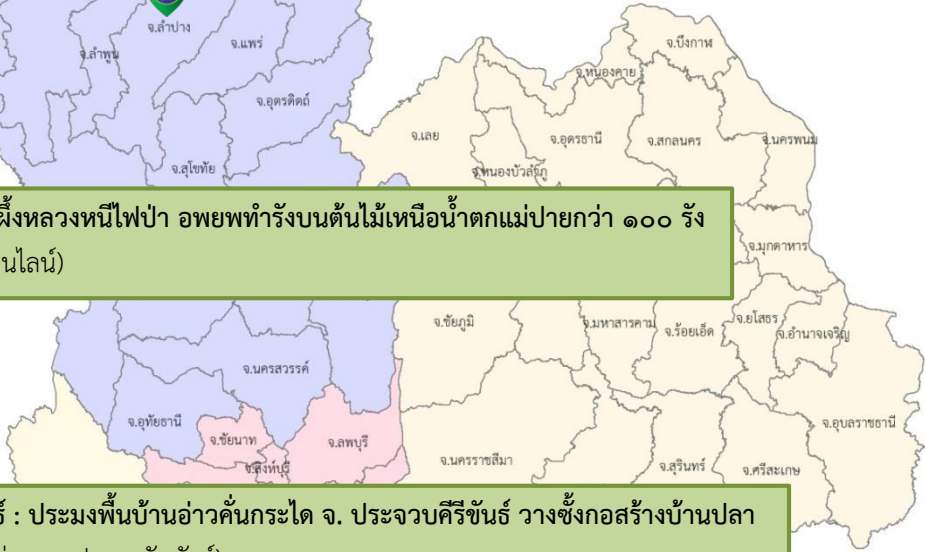 จ.ลำปาง
จ.ลำพูน
จ.แพร่
จ.บึงกาฬ
จ.หนองคาย
จ.อุตรดิตถ์
จ.เลย
จ.อุดรธานี
จ.สกลนคร
จ.นครพนม
จ.สุโขทัย
จ.หนองบัวลำภู
ผึ้งหลวงหนีไฟป่า อพยพทำรังบนต้นไม้เหนือน้ำตกแม่ปายกว่า ๑๐๐ รัง
นไลน์)
จ.มุกดาหาร
จ.ชัยภูมิ
จ.มหาสารคาม
จ.ร้อยเอ็ด
จ.ยโสธร
จ.อำนาจเจริญ
จ.นครสวรรค์
จ.อุทัยธานี
จ.ชัยนาท
จ.ลพบุรี
จ.อุบลราชธานี
จ.สิงห์บุรี
จ.นครราชสีมา
จ.สุรินทร์
จ.ศรีสะเกษ
ธ์ : ประมงพื้นบ้านอ่าวคั่นกระได จ. ประจวบคีรีขันธ์ วางซั้งกอสร้างบ้านปลา